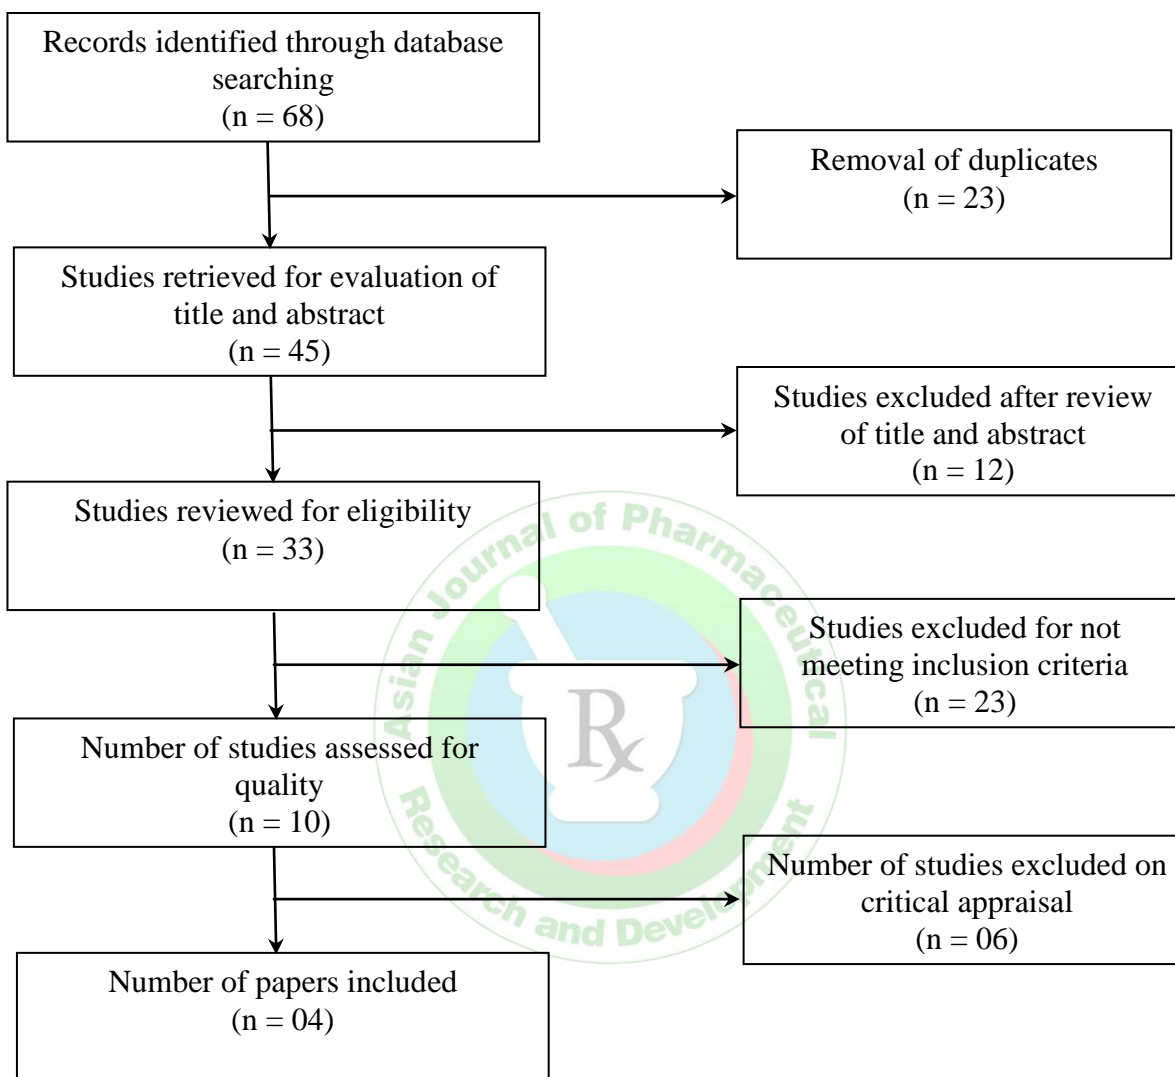 Records identified through database
searching
(n = 68)
Removal of duplicates
(n = 23)
Studies retrieved for evaluation of
title and abstract
(n = 45)
Studies excluded after review
of title and abstract
(n = 12)
Studies reviewed for eligibility
(n = 33)
Studies excluded for not
meeting inclusion criteria
(n = 23)
Number of studies assessed for
quality
(n = 10)
Number of studies excluded on
critical appraisal
(n = 06)
Number of papers included
(n = 04)
Asian Journal of Pharmaceutical
Research and Development
Rx